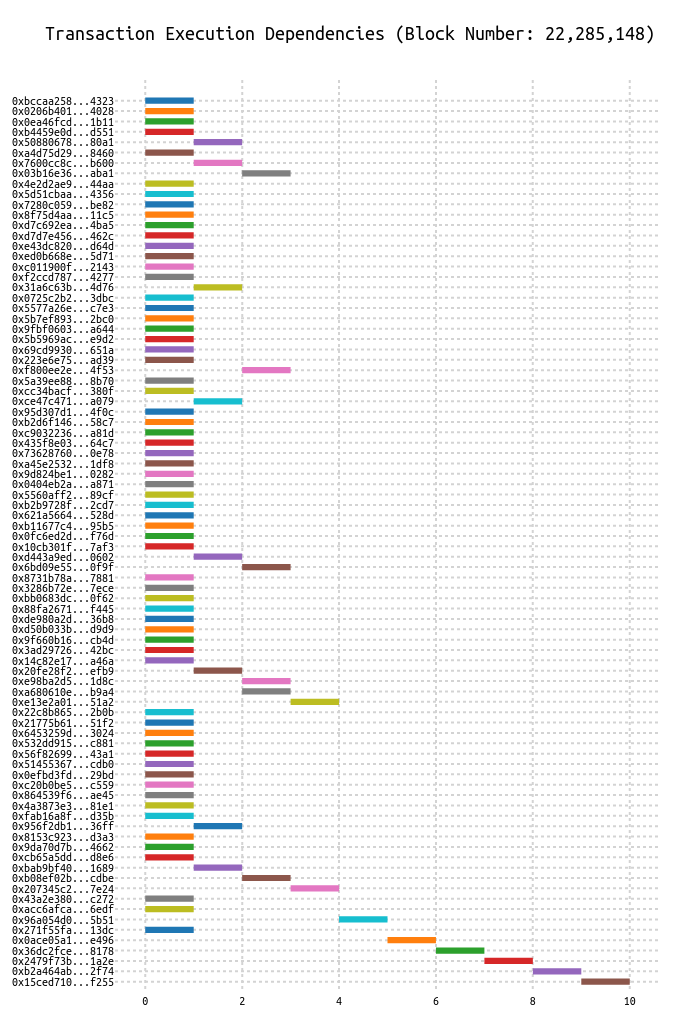 Transaction Execution Dependencies (Block Number: 22,285,148)
0xbccaa258...4323
0x0206b401...4028
0x0ea46fcd...1b11
0xb4459e0d...d551
0x50880678...80a1
0xa4d75d29...8460
0x7600cc8c...b600
0x03b16e36...aba1
0x4e2d2ae9...44aa
0x5d51cbaa...4356
0x7280c059...be82
0x8f75d4aa...11c5
0xd7c692ea...4ba5
0xd7d7e456...462c
0xe43dc820...d64d
0xed0b668e...5d71
0xc011900f...2143
0xf2ccd787...4277
0x31a6c63b...4d76
0x0725c2b2...3dbc
0x5577a26e...c7e3
0x5b7ef893...2bc0
0x9fbf0603...a644
0x5b5969ac...e9d2
0x69cd9930...651a
0x223e6e75...ad39
0xf800ee2e...4f53
0x5a39ee88...8b70
0xcc34bacf...380f
0xce47c471...a079
0x95d307d1...4f0c
0xb2d6f146...58c7
0xc9032236...a81d
0x435f8e03...64c7
0x73628760...0e78
0xa45e2532...1df8
0x9d824be1...0282
0x0404eb2a...a871
0x5560aff2...89cf
0xb2b9728f...2cd7
0x621a5664...528d
0xb11677c4...95b5
0x0fc6ed2d...f76d
0x10cb301f...7af3
0xd443a9ed...0602
0x6bd09e55...0f9f
0x8731b78a...7881
0x3286b72e...7ece
0xbb0683dc...0f62
0x88fa2671...f445
0xde980a2d...36b8
0xd50b033b...d9d9
0x9f660b16...cb4d
0x3ad29726...42bc
0x14c82e17...a46a
0x20fe28f2...efb9
0xe98ba2d5...1d8c
0xa680610e...b9a4
0xe13e2a01...51a2
0x22c8b865...2b0b
0x21775b61...51f2
0x6453259d...3024
0x532dd915...c881
0x56f82699...43a1
0x51455367...cdb0
0x0efbd3fd...29bd
0xc20b0be5...c559
0x864539f6...ae45
0x4a3873e3...81e1
0xfab16a8f...d35b
0x956f2db1...36ff
0x8153c923...d3a3
0x9da70d7b...4662
0xcb65a5dd...d8e6
0xbab9bf40...1689
0xb08ef02b...cdbe
0x207345c2...7e24
0x43a2e380...c272
0xacc6afca...6edf
0x96a054d0...5b51
0x271f55fa...13dc
0x0ace05a1...e496
0x36dc2fce...8178
0x2479f73b...1a2e
0xb2a464ab...2f74
0x15ced710...f255
0 2 4 6 8 10